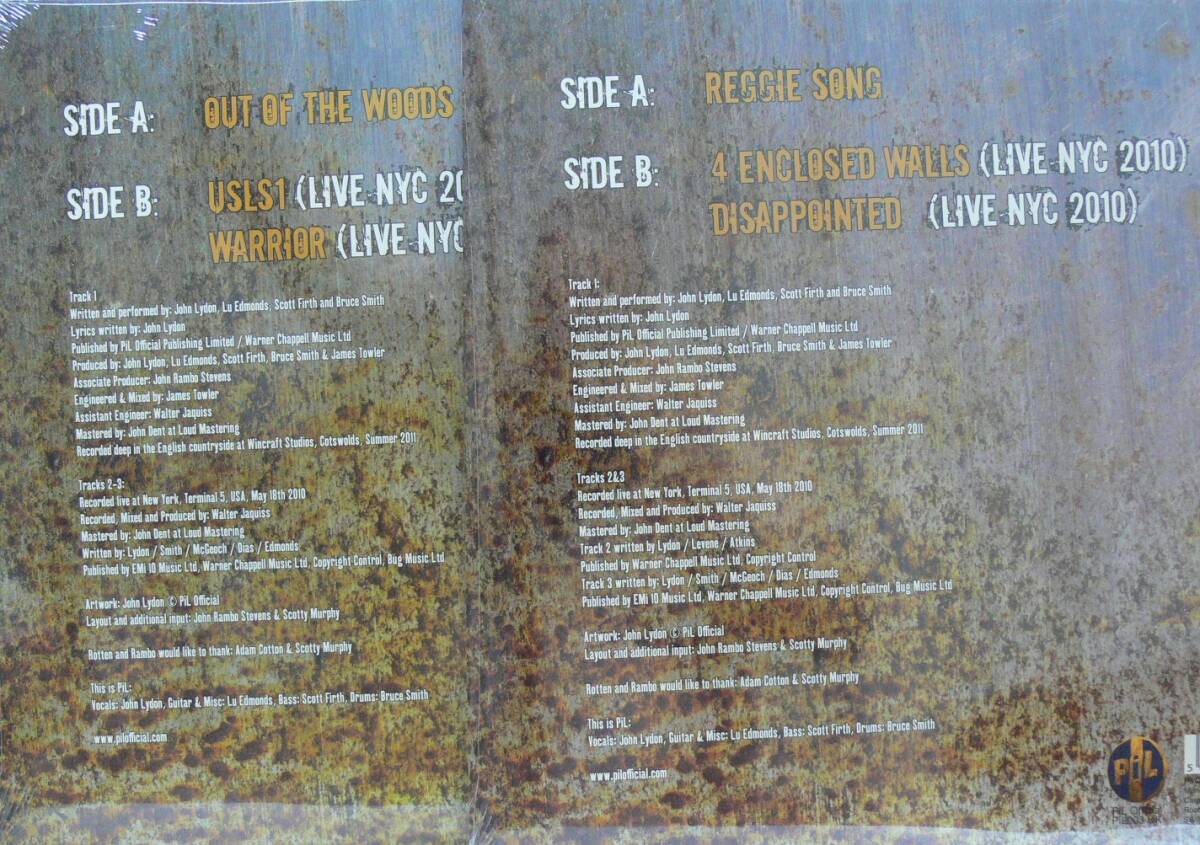 SIDE A: OUT OF THE WOODS
SIDE B: USLS1 (LIVE NYC 20
WARRIOR (LIVE NYC
Track 1
Written and performed by: John Lydon, Lu Edmonds, Scott Firth and Bruce Smith
Lyrics written by: John Lydon
Published by PiL Official Publishing Limited / Warner Chappell Music Ltd
Produced by: John Lydon, Lu Edmonds, Scott Firth, Bruce Smith & James Towler
Associate Producer: John Rambo Stevens
Engineered & Mixed by: James Towler
Assistant Engineer: Walter Jaquiss
Mastered by: John Dent at Loud Mastering
Recorded deep in the English countryside at Wincraft Studios, Cotswolds, Summer 2011
Tracks 2-3:
Recorded live at New York, Terminal 5, USA, May 18th 2010
Recorded, Mixed and Produced by: Walter Jaquiss
Mastered by: John Dent at Loud Mastering
Written by: Lydon / Smith / McGeoch / Dias / Edmonds
Published by EMi 10 Music Ltd, Warner Chappell Music Ltd, Copyright Control, Bug Music Ltd
Artwork: John Lydon © PiL Official
Layout and additional input: John Rambo Stevens & Scotty Murphy
Rotten and Rambo would like to thank: Adam Cotton & Scotty Murphy
This is PiL:
Vocals: John Lydon, Guitar & Misc: Lu Edmonds, Bass: Scott Firth, Drums: Bruce Smith
www.pilofficial.com
SIDE A: REGGIE SONG
SIDE B: 4 ENCLOSED WALLS (LIVE NYC 2010)
DISAPPOINTED (LIVE NYC 2010)
Track 1:
Written and performed by: John Lydon, Lu Edmonds, Scott Firth and Bruce Smith
Lyrics written by: John Lydon
Published by PiL Official Publishing Limited / Warner Chappell Music Ltd
Produced by: John Lydon, Lu Edmonds, Scott Firth, Bruce Smith & James Towler
Associate Producer: John Rambo Stevens
Engineered & Mixed by: James Towler
Assistant Engineer: Walter Jaquiss
Mastered by: John Dent at Loud Mastering
Recorded deep in the English countryside at Wincraft Studios, Cotswolds, Summer 2011
Tracks 2&3
Recorded live at New York, Terminal 5, USA, May 18th 2010
Recorded, Mixed and Produced by: Walter Jaquiss
Mastered by: John Dent at Loud Mastering
Track 2 written by Lydon / Levene / Atkins
Published by Warner Chappell Music Ltd, Copyright Control
Track 3 written by: Lydon / Smith / McGeoch / Dias / Edmonds
Published by EMi 10 Music Ltd, Warner Chappell Music Ltd, Copyright Control, Bug Music Ltd
Artwork: John Lydon © PiL Official
Layout and additional input: John Rambo Stevens & Scotty Murphy
Rotten and Rambo would like to thank: Adam Cotton & Scotty Murphy
This is PiL:
Vocals: John Lydon, Guitar & Misc: Lu Edmonds, Bass: Scott Firth, Drums: Bruce Smith
www.pilofficial.com
PiL
5